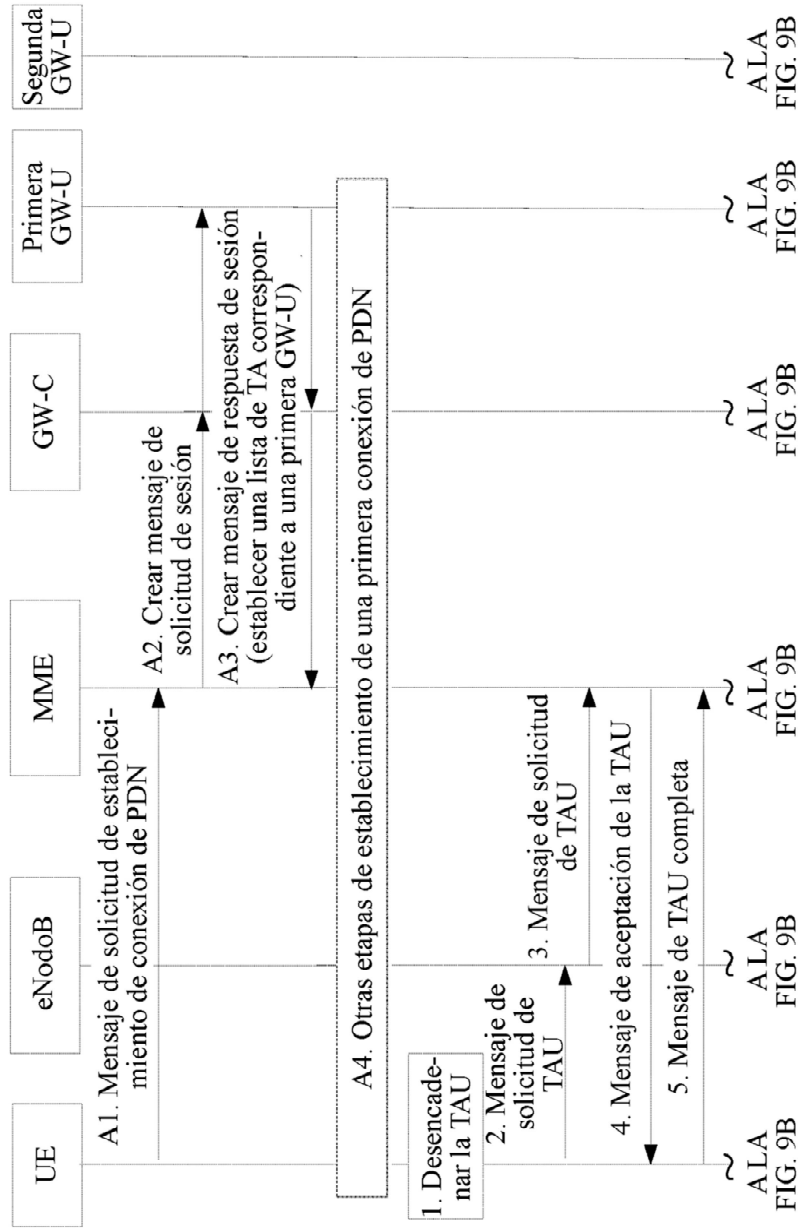 UE
eNodoB
MME
GW-C
Primera
GW-U
Segunda
GW-U
A1. Mensaje de solicitud de estableci-
miento de conexión de PDN
A2. Crear mensaje de
solicitud de sesión
A3. Crear mensaje de respuesta de sesión
(establecer una lista de TA correspon-
diente a una primera GW-U)
A4. Otras etapas de establecimiento de una primera conexión de PDN
1. Desencade-
nar la TAU
2. Mensaje de
solicitud de
TAU
3. Mensaje de solicitud
de TAU
4. Mensaje de aceptación de la TAU
5. Mensaje de TAU completa
A LA
FIG. 9B
A LA
FIG. 9B
A LA
FIG. 9B
A LA
FIG. 9B
A LA
FIG. 9B
A LA
FIG. 9B